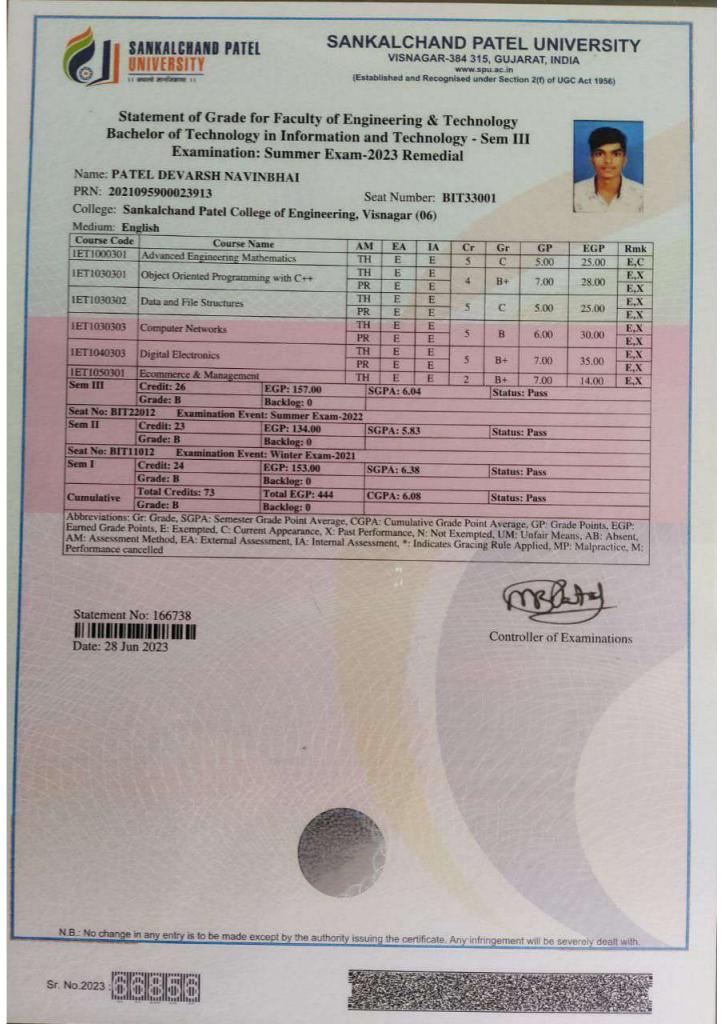 SANKALCHAND PATEL
UNIVERSITY
SANKALCHAND PATEL UNIVERSITY
VISNAGAR-384 315, GUJARAT, INDIA
www.spu.ac.in
(Established and Recognised under Section 2(f) of UGC Act 1956)
Statement of Grade for Faculty of Engineering & Technology
Bachelor of Technology in Information and Technology - Sem III
Examination: Summer Exam-2023 Remedial
Name: PATEL DEVARSH NAVINBHAI
PRN: 2021095900023913 Seat Number: BIT33001
College: Sankalchand Patel College of Engineering, Visnagar (06)
Medium: English
Course Code Course Name AM EA IA Cr Gr GP EGP Rmk
1ET1000301 Advanced Engineering Mathematics TH E E 5 C 5.00 25.00 E,C
1ET1030301 Object Oriented Programming with C++ TH E E 4 B+ 7.00 28.00 E,X
PR E E E,X
1ET1030302 Data and File Structures TH E E 5 C 5.00 25.00 E,X
PR E E E,X
1ET1030303 Computer Networks TH E E 5 B 6.00 30.00 E,X
PR E E E,X
1ET1040303 Digital Electronics TH E E 5 B+ 7.00 35.00 E,X
PR E E E,X
1ET1050301 Ecommerce & Management TH E E 2 B+ 7.00 14.00 E,X
Sem III Credit: 26 EGP: 157.00 SGPA: 6.04 Status: Pass
Grade: B Backlog: 0
Seat No: BIT22012 Examination Event: Summer Exam-2022
Sem II Credit: 23 EGP: 134.00 SGPA: 5.83 Status: Pass
Grade: B Backlog: 0
Seat No: BIT11012 Examination Event: Winter Exam-2021
Sem I Credit: 24 EGP: 153.00 SGPA: 6.38 Status: Pass
Grade: B Backlog: 0
Cumulative Total Credits: 73 Total EGP: 444 CGPA: 6.08 Status: Pass
Grade: B Backlog: 0
Abbreviations: Gr: Grade, SGPA: Semester Grade Point Average, CGPA: Cumulative Grade Point Average, GP: Grade Points, EGP:
Earned Grade Points, E: Exempted, C: Current Appearance, X: Past Performance, N: Not Exempted, UM: Unfair Means, AB: Absent,
AM: Assessment Method, EA: External Assessment, IA: Internal Assessment, *: Indicates Gracing Rule Applied, MP: Malpractice, M:
Performance cancelled
Statement No: 166738
Date: 28 Jun 2023
Controller of Examinations
N.B.: No change in any entry is to be made except by the authority issuing the certificate. Any infringement will be severely dealt with.
Sr. No.2023 : 66856